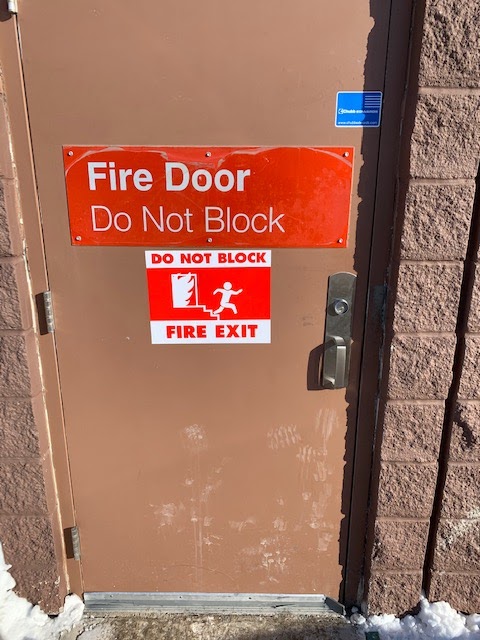 Fire Door
Do Not Block
DO NOT BLOCK
FIRE EXIT